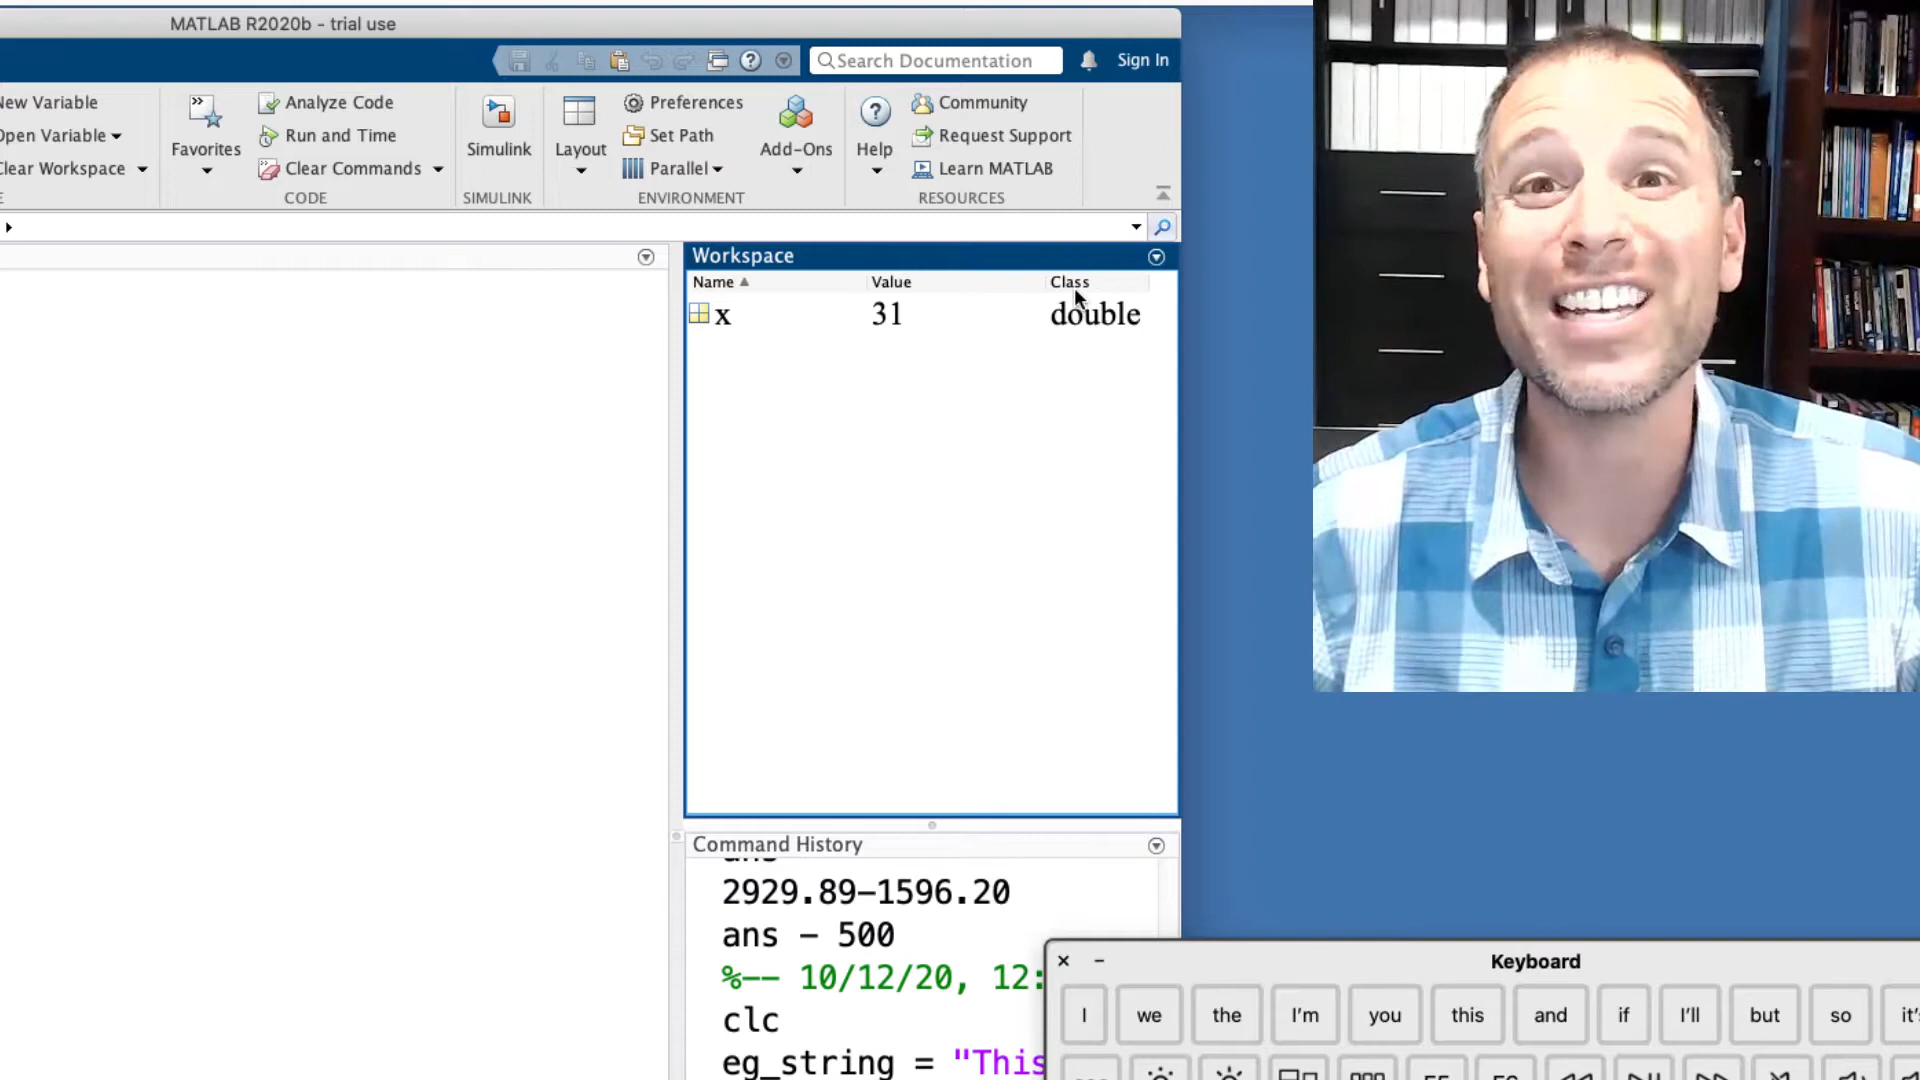 MATLAB R2020b - trial use
Search Documentation
Sign In
New Variable
Open Variable
Clear Workspace
Favorites
Analyze Code
Run and Time
Clear Commands
CODE
Simulink
SIMULINK
Layout
Preferences
Set Path
Parallel
Add-Ons
ENVIRONMENT
Help
Community
Request Support
Learn MATLAB
RESOURCES
Workspace
Name Value Class
x 31 double
Command History
ans
2929.89-1596.20
ans - 500
%-- 10/12/20, 12:
clc
eg_string = "This
Keyboard
I we the I'm you this and if I'll but so it's